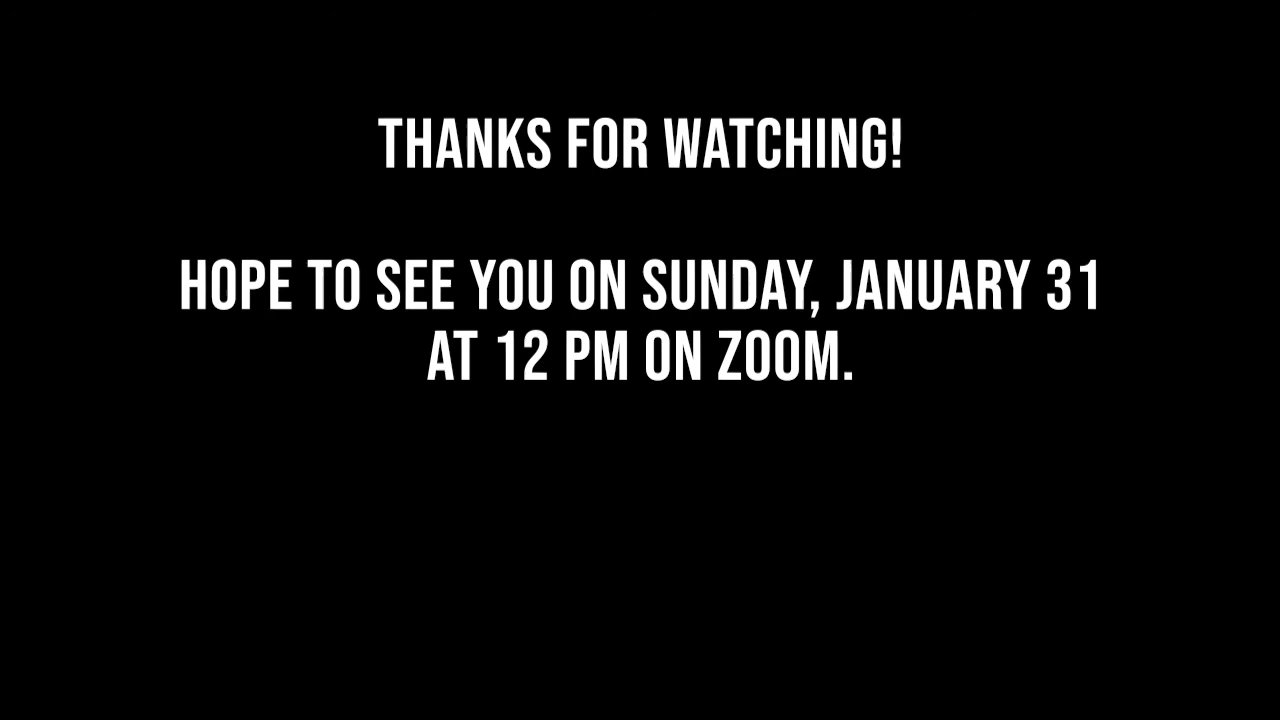 THANKS FOR WATCHING!
HOPE TO SEE YOU ON SUNDAY, JANUARY 31
AT 12 PM ON ZOOM.